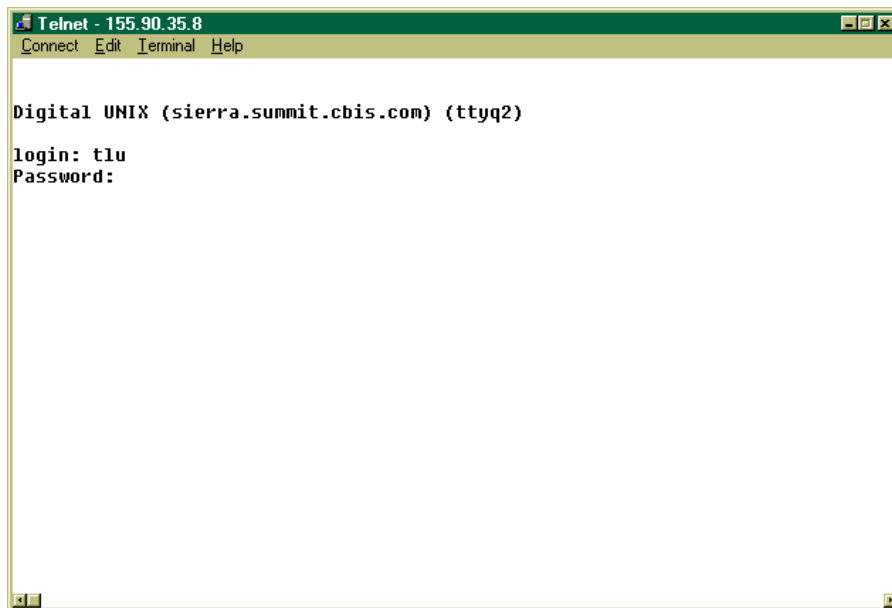 Telnet - 155.90.35.8
Connect Edit Terminal Help
Digital UNIX (sierra.summit.cbis.com) (ttyq2)
login: tlu
Password: